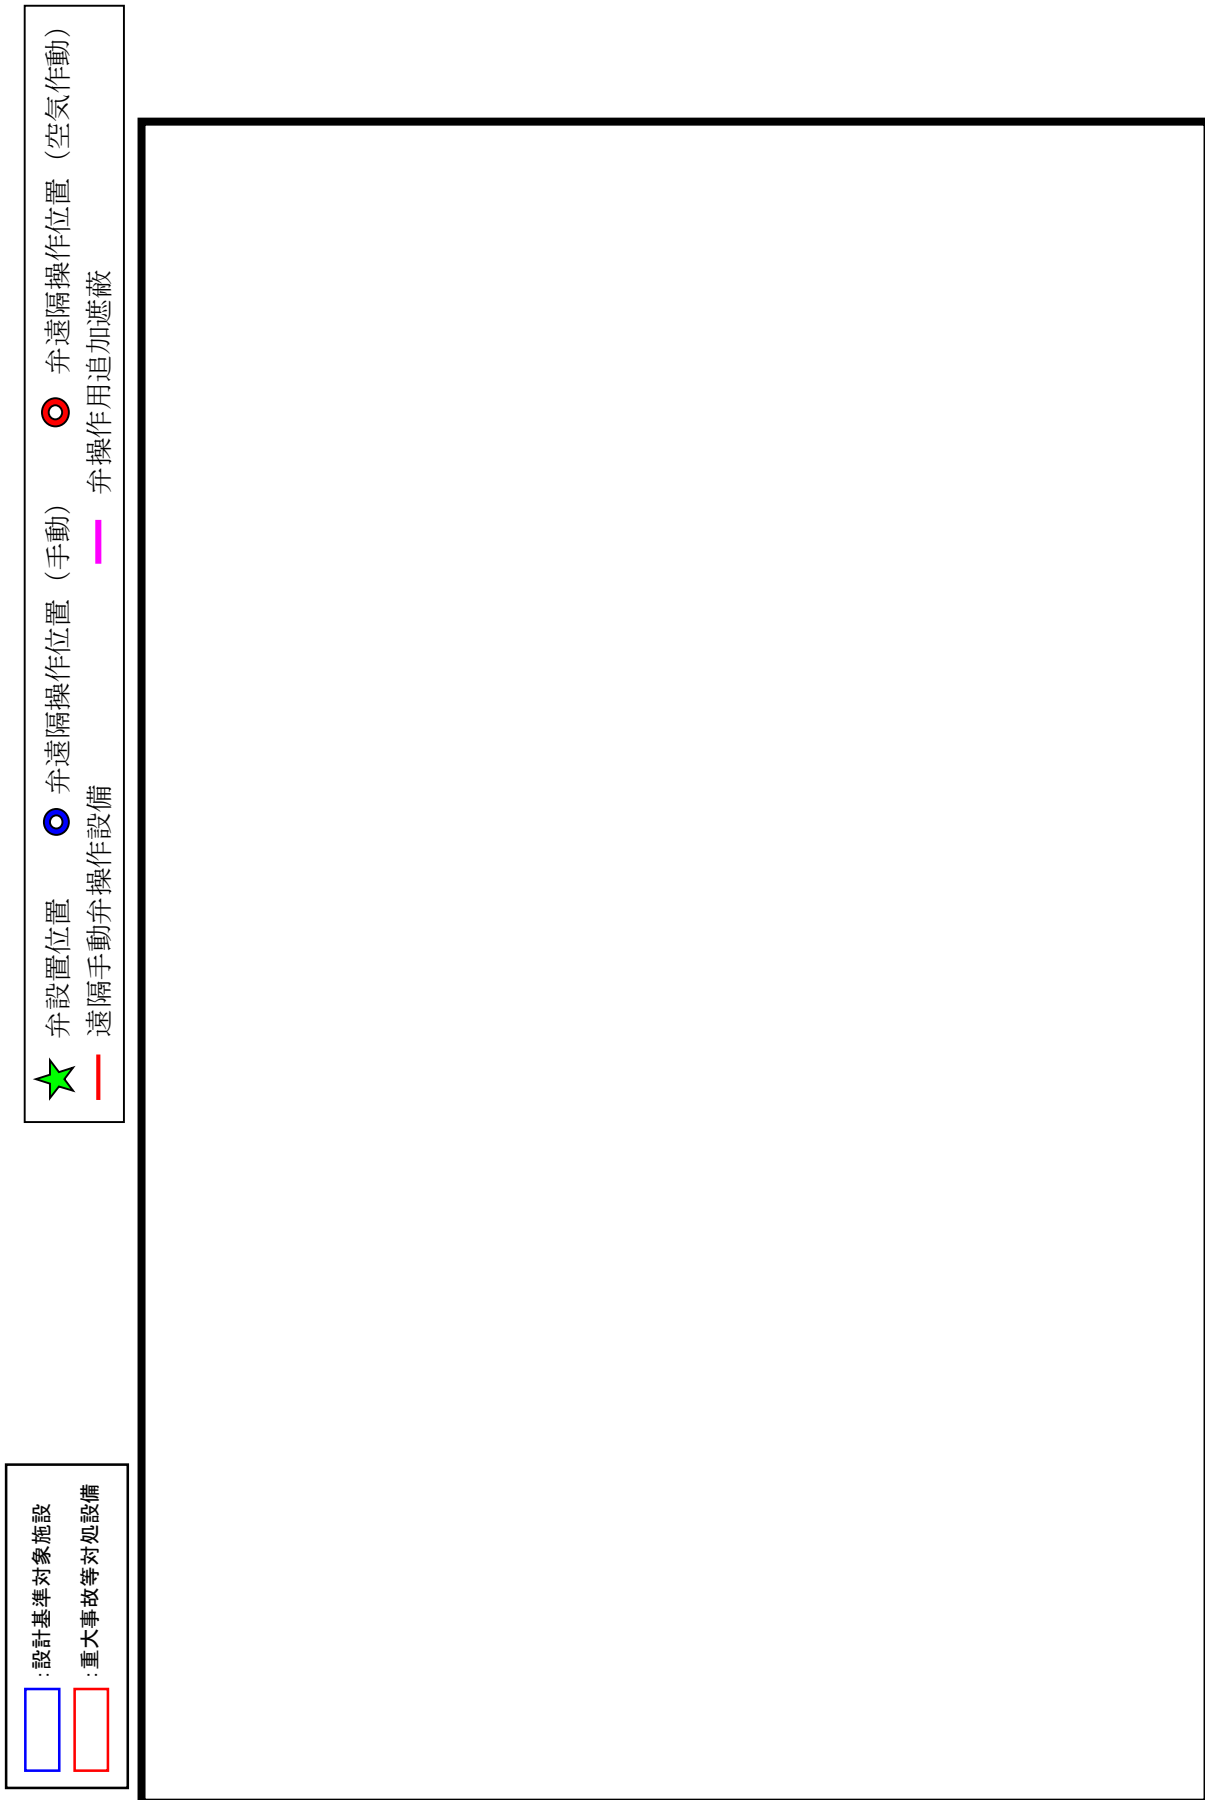 :設計基準対象施設
:重大事故等対処設備
弁設置位置 弁遠隔操作位置（手動） 弁遠隔操作位置（空気作動）
遠隔手動弁操作設備 弁操作用追加遮蔽